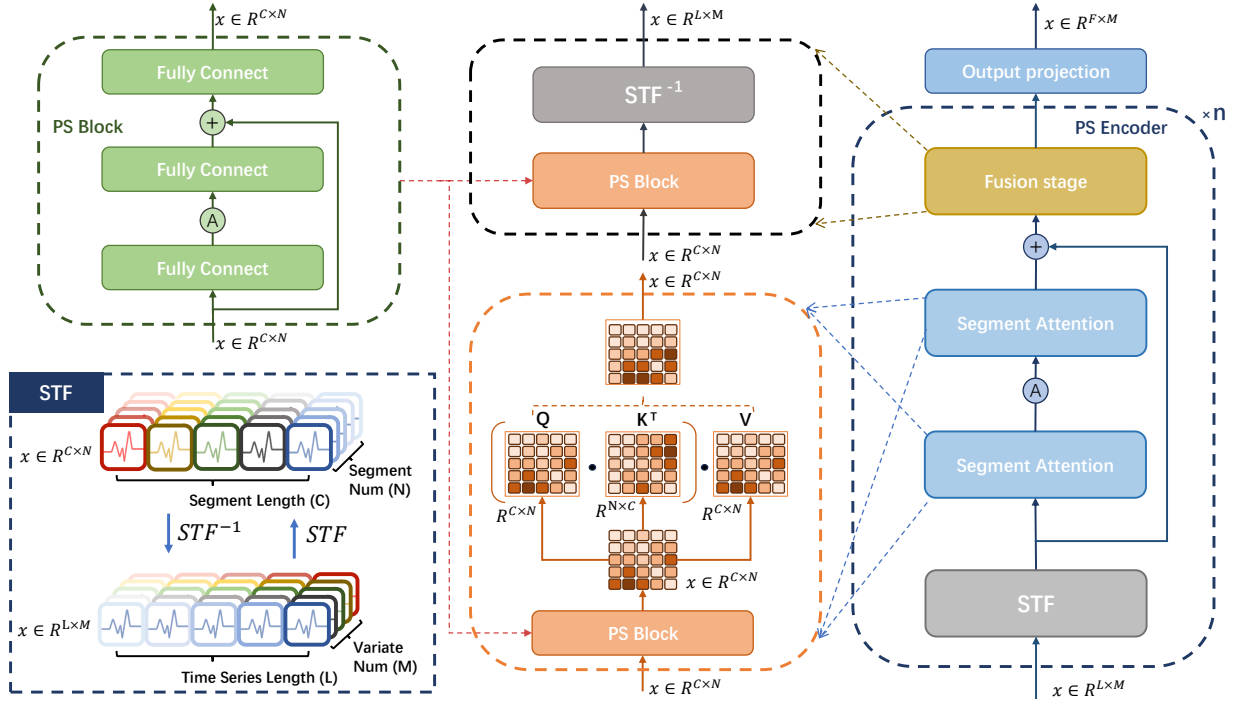 x ∈ R^{C×N}
Fully Connect
PS Block
+
Fully Connect
A
Fully Connect
x ∈ R^{C×N}
STF
x ∈ R^{C×N}
Segment Num (N)
Segment Length (C)
STF^{-1}
STF
x ∈ R^{L×M}
Variate Num (M)
Time Series Length (L)
x ∈ R^{L×M}
STF^{-1}
PS Block
x ∈ R^{C×N}
x ∈ R^{C×N}
Q K^T V
R^{C×N} R^{N×C} R^{C×N}
x ∈ R^{C×N}
PS Block
x ∈ R^{C×N}
x ∈ R^{F×M}
Output projection
×n
PS Encoder
Fusion stage
+
Segment Attention
A
Segment Attention
STF
x ∈ R^{L×M}